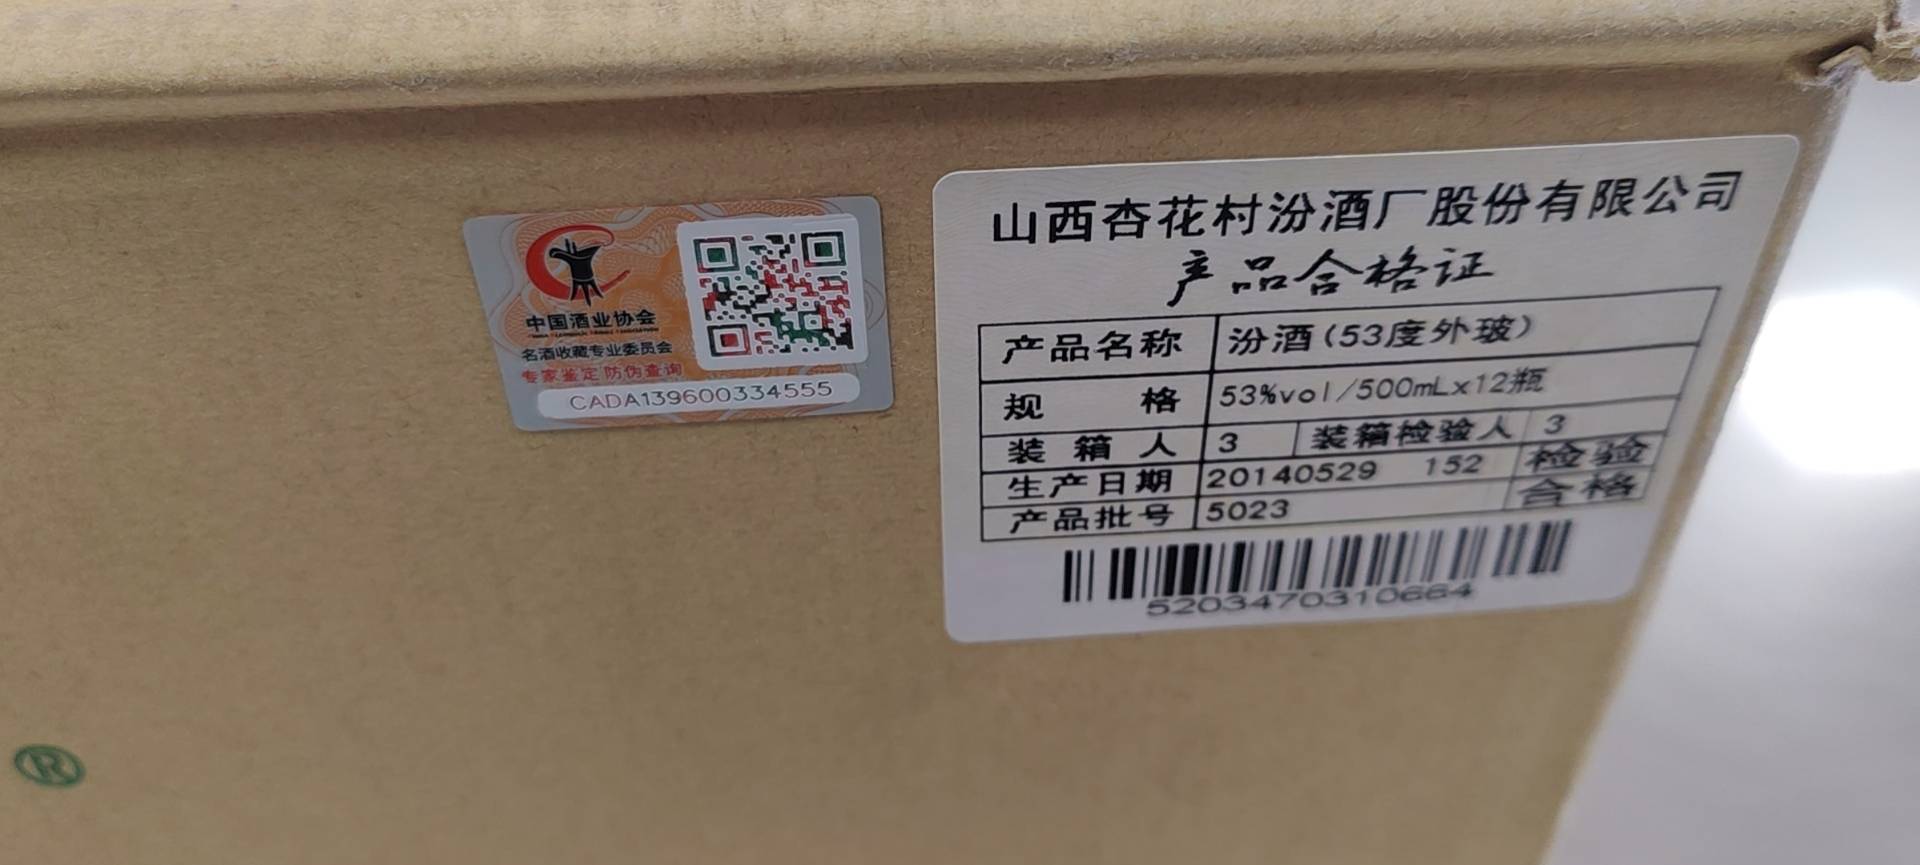 中国酒业协会
名酒收藏专业委员会
专家鉴定 防伪查询
CADA139600334555
山西杏花村汾酒厂股份有限公司
产品合格证
产品名称 汾酒(53度外玻)
规 格 53%vol/500mLx12瓶
装箱人 3 装箱检验人 3
生产日期 20140529 152 检验
产品批号 5023 合格
5203470310664
®